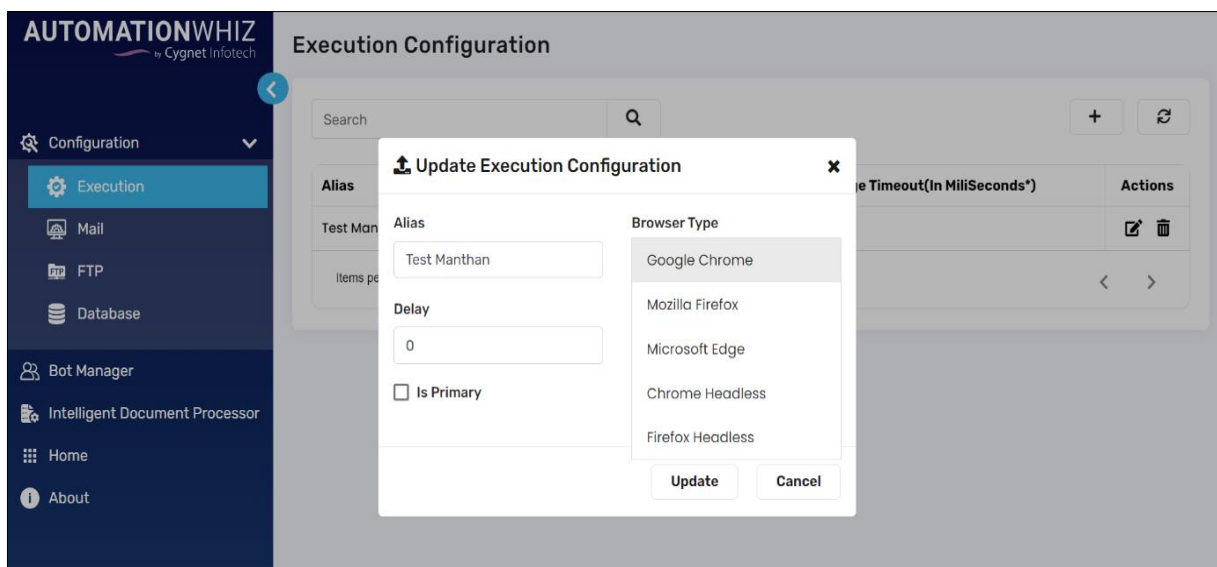 AUTOMATIONWHIZ
by Cygnet Infotech
Configuration
Execution
Mail
FTP
FTP
Database
Bot Manager
Intelligent Document Processor
Home
About
Execution Configuration
Search
+
Alias
Timeout(In MiliSeconds*)
Actions
Test Man
Items pe
Update Execution Configuration
Alias
Test Manthan
Delay
0
Is Primary
Browser Type
Google Chrome
Mozilla Firefox
Microsoft Edge
Chrome Headless
Firefox Headless
Update
Cancel